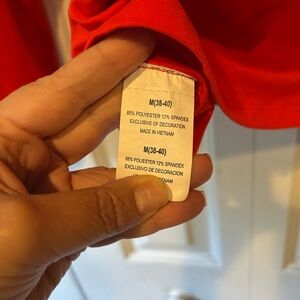 M(38-40)
88% POLYESTER 12% SPANDEX
EXCLUSIVE OF DECORATION
MADE IN VIETNAM
M(38-40)
88% POLYESTER 12% SPANDEX
EXCLUSIVO DE DECORACION